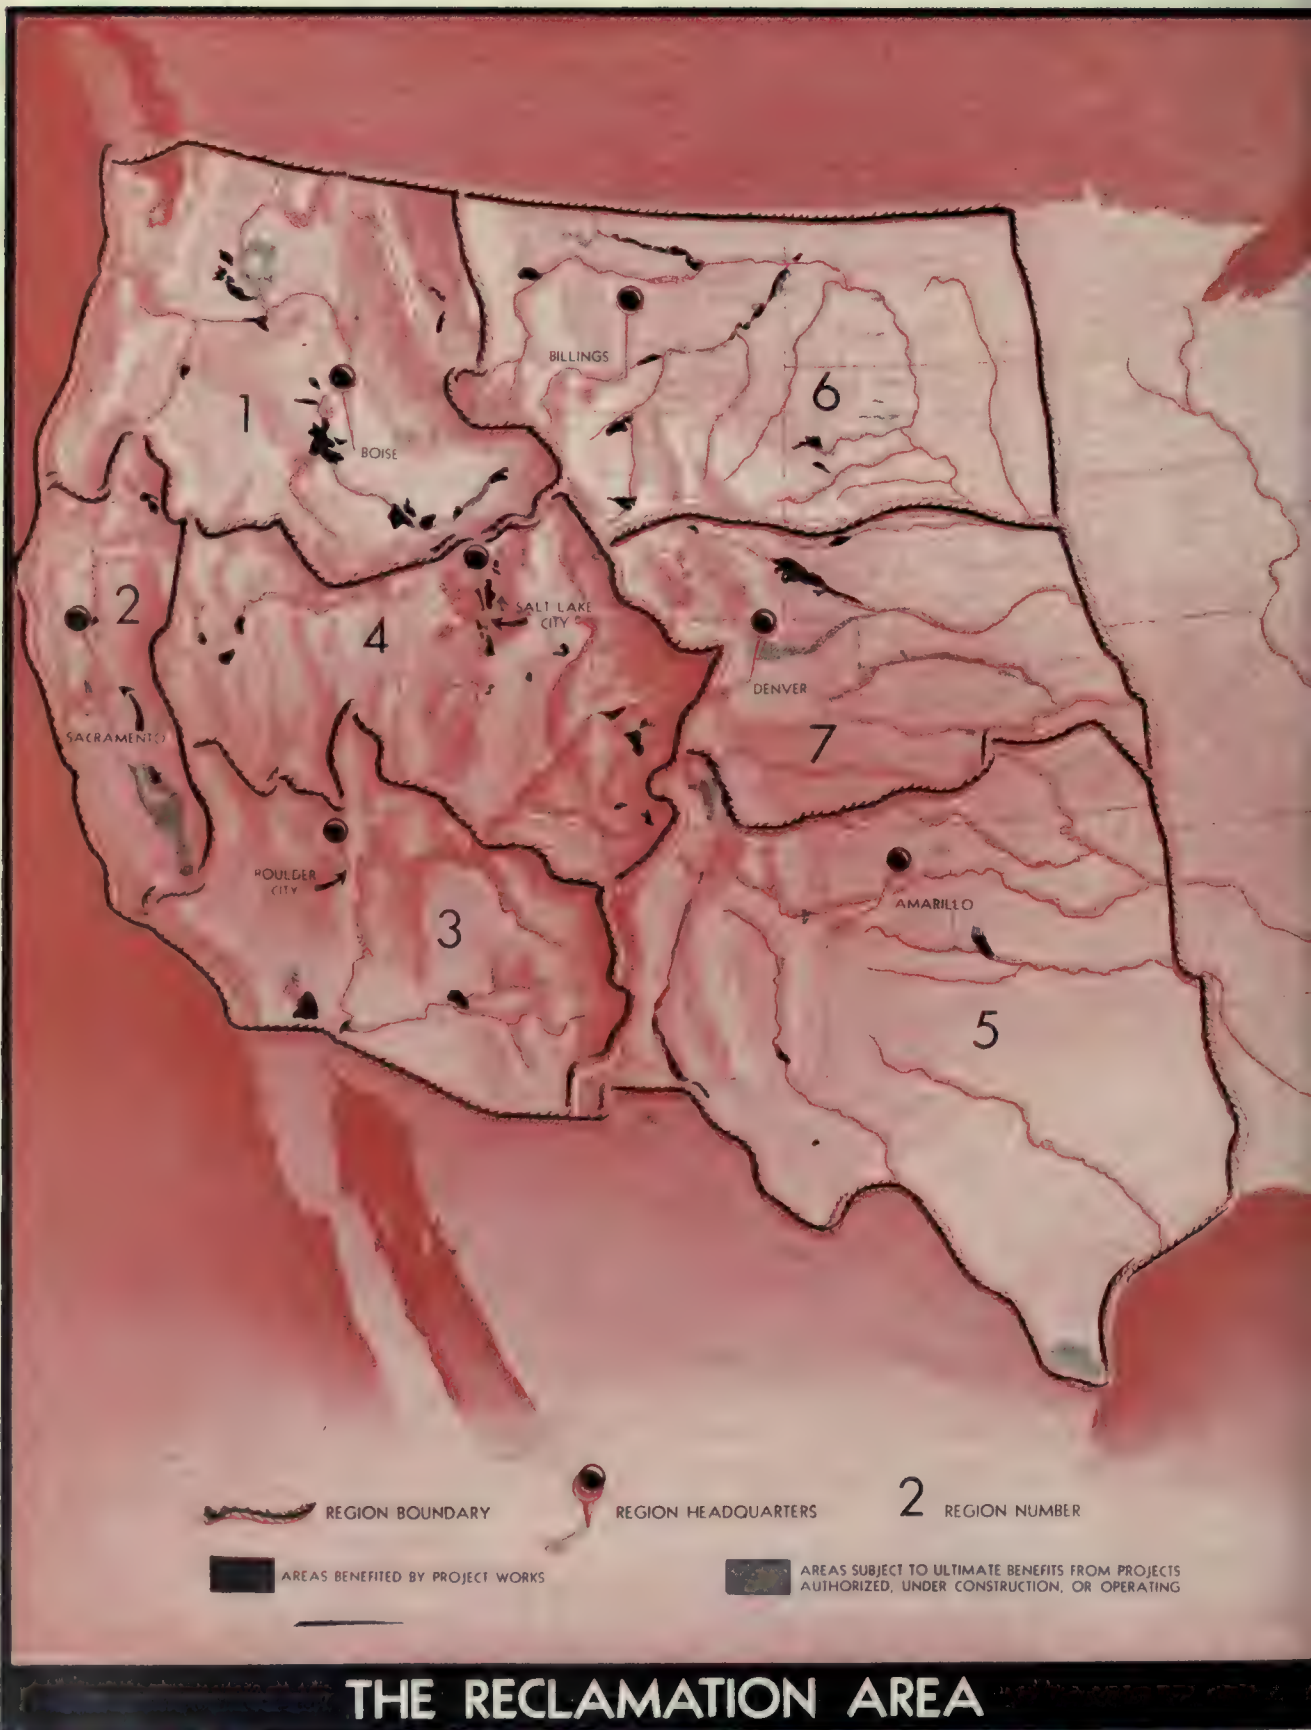 BILLINGS
6
1
BOISE
2
SALT LAKE
CITY
4
DENVER
SACRAMENTO
7
BOULDER
CITY
AMARILLO
3
5
REGION BOUNDARY
REGION HEADQUARTERS
2 REGION NUMBER
AREAS BENEFITED BY PROJECT WORKS
AREAS SUBJECT TO ULTIMATE BENEFITS FROM PROJECTS
AUTHORIZED, UNDER CONSTRUCTION, OR OPERATING
THE RECLAMATION AREA